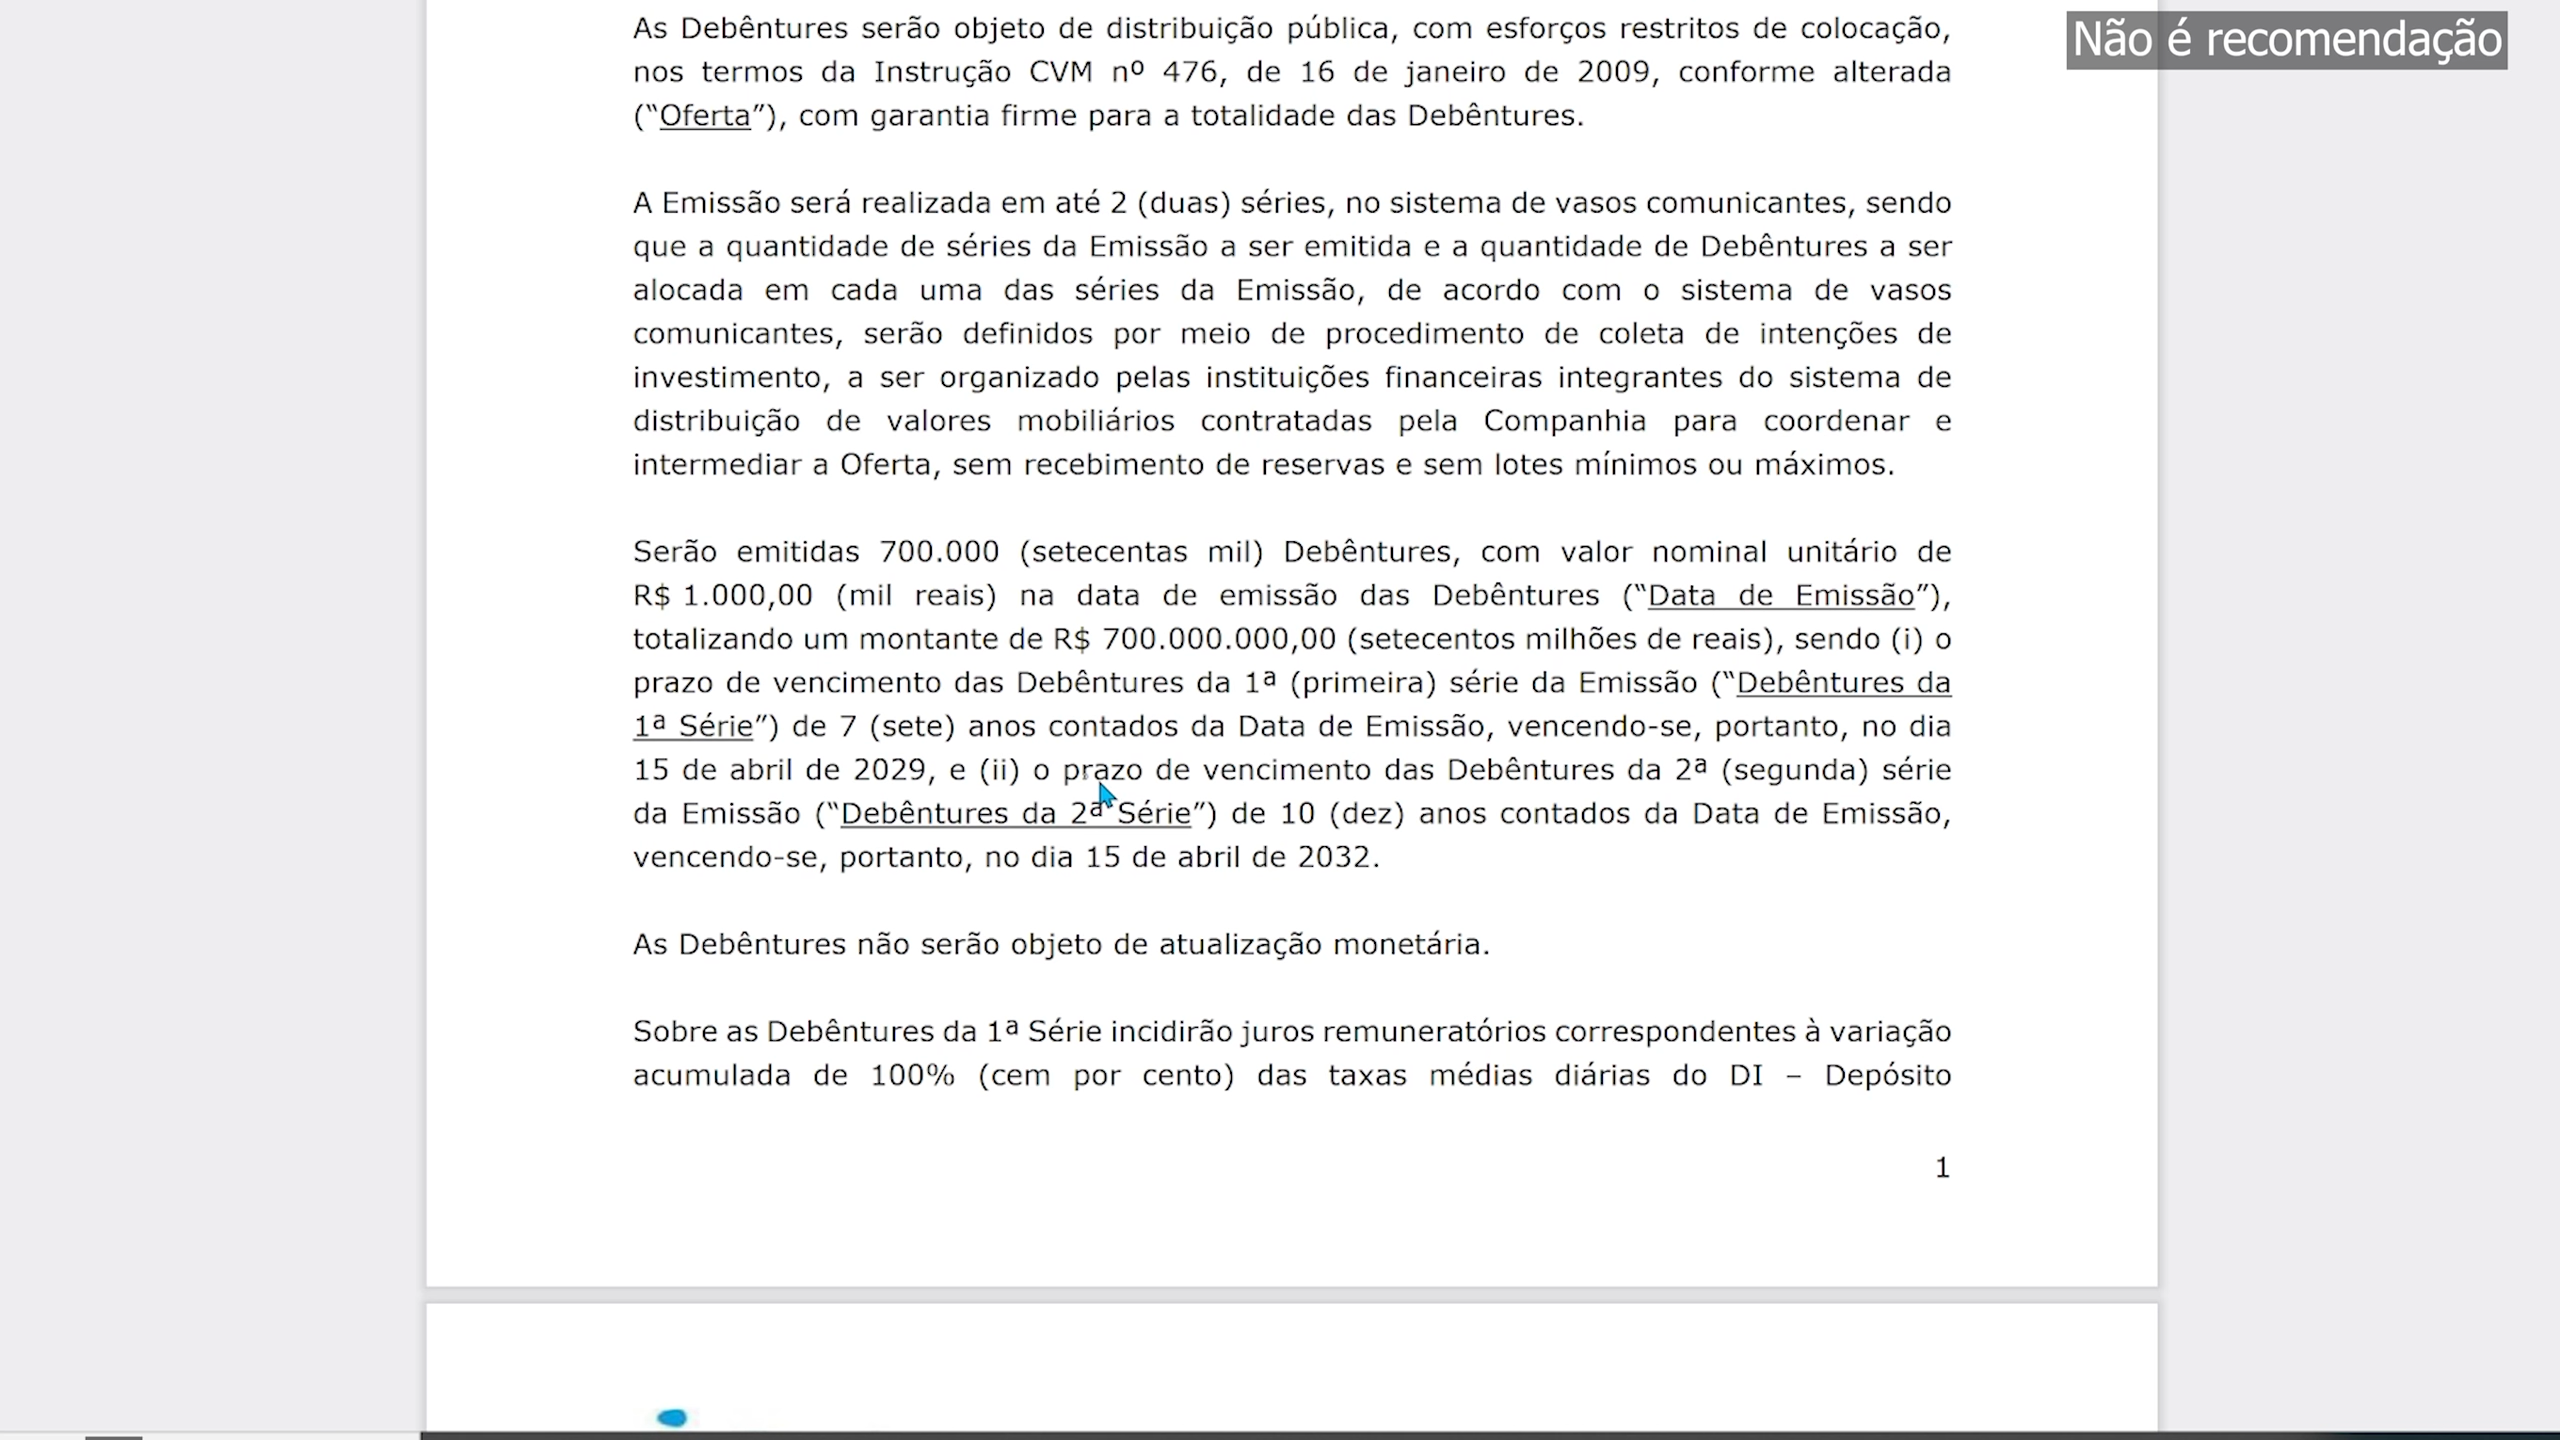 Não é recomendação
As Debêntures serão objeto de distribuição pública, com esforços restritos de colocação,
nos termos da Instrução CVM nº 476, de 16 de janeiro de 2009, conforme alterada
(“Oferta”), com garantia firme para a totalidade das Debêntures.
A Emissão será realizada em até 2 (duas) séries, no sistema de vasos comunicantes, sendo
que a quantidade de séries da Emissão a ser emitida e a quantidade de Debêntures a ser
alocada em cada uma das séries da Emissão, de acordo com o sistema de vasos
comunicantes, serão definidos por meio de procedimento de coleta de intenções de
investimento, a ser organizado pelas instituições financeiras integrantes do sistema de
distribuição de valores mobiliários contratadas pela Companhia para coordenar e
intermediar a Oferta, sem recebimento de reservas e sem lotes mínimos ou máximos.
Serão emitidas 700.000 (setecentas mil) Debêntures, com valor nominal unitário de
R$ 1.000,00 (mil reais) na data de emissão das Debêntures (“Data de Emissão”),
totalizando um montante de R$ 700.000.000,00 (setecentos milhões de reais), sendo (i) o
prazo de vencimento das Debêntures da 1ª (primeira) série da Emissão (“Debêntures da
1ª Série”) de 7 (sete) anos contados da Data de Emissão, vencendo-se, portanto, no dia
15 de abril de 2029, e (ii) o prazo de vencimento das Debêntures da 2ª (segunda) série
da Emissão (“Debêntures da 2ª Série”) de 10 (dez) anos contados da Data de Emissão,
vencendo-se, portanto, no dia 15 de abril de 2032.
As Debêntures não serão objeto de atualização monetária.
Sobre as Debêntures da 1ª Série incidirão juros remuneratórios correspondentes à variação
acumulada de 100% (cem por cento) das taxas médias diárias do DI – Depósito
1